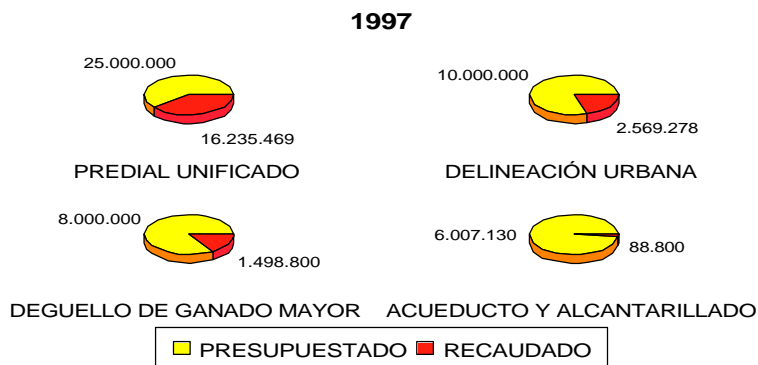 1997
25.000.000
16.235.469
PREDIAL UNIFICADO
10.000.000
2.569.278
DELINEACIÓN URBANA
8.000.000
1.498.800
DEGUELLO DE GANADO MAYOR
6.007.130
88.800
ACUEDUCTO Y ALCANTARILLADO
PRESUPUESTADO RECAUDADO